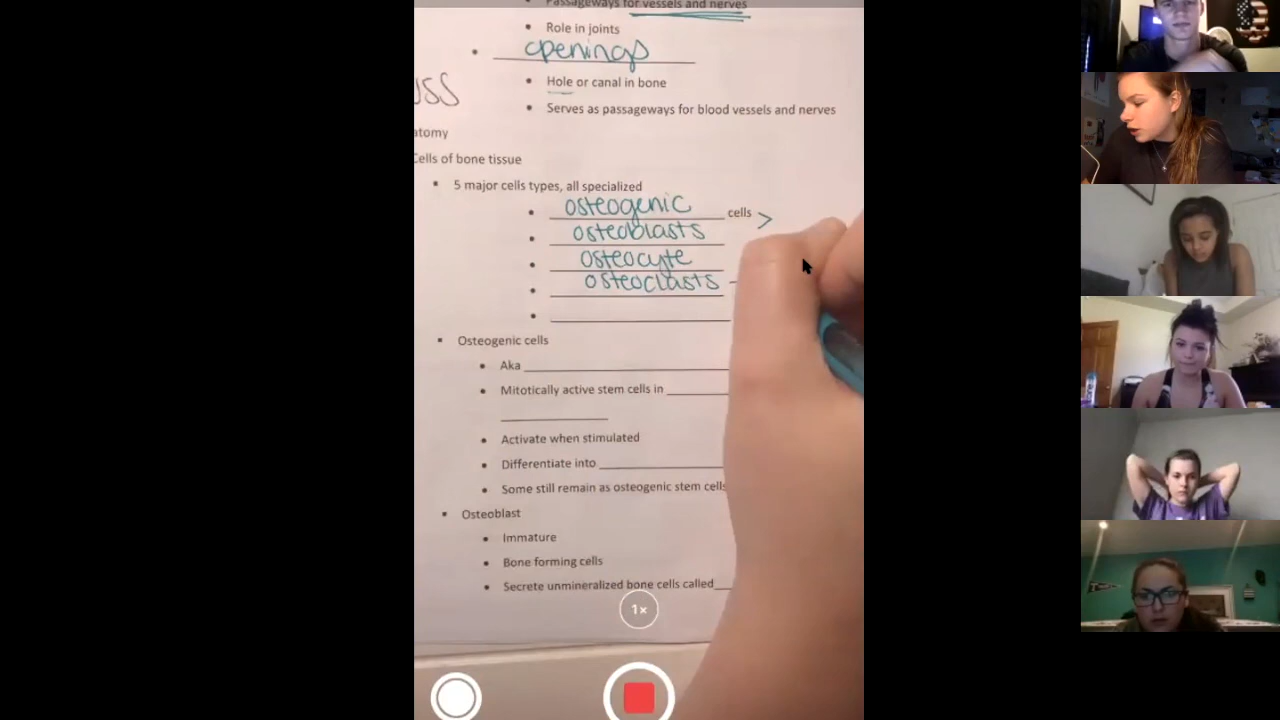 Passageways for vessels and nerves
Role in joints
openings
Hole or canal in bone
uss
Serves as passageways for blood vessels and nerves
atomy
Cells of bone tissue
5 major cells types, all specialized
osteogenic cells >
osteoblasts
osteocyte
osteoclasts
Osteogenic cells
Aka
Mitotically active stem cells in
Activate when stimulated
Differentiate into
Some still remain as osteogenic stem cells
Osteoblast
Immature
Bone forming cells
Secrete unmineralized bone cells called
1x